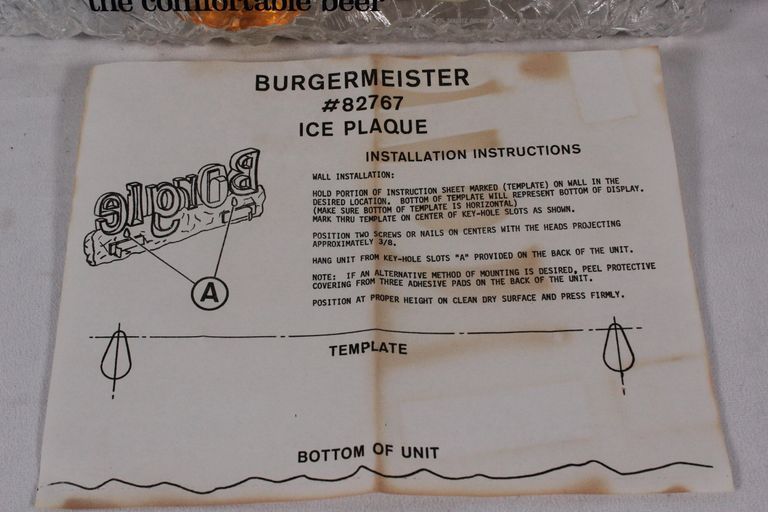 the comfortable beer
BURGERMEISTER
#82767
ICE PLAQUE
INSTALLATION INSTRUCTIONS
WALL INSTALLATION:
HOLD PORTION OF INSTRUCTION SHEET MARKED (TEMPLATE) ON WALL IN THE
DESIRED LOCATION. BOTTOM OF TEMPLATE WILL REPRESENT BOTTOM OF DISPLAY.
(MAKE SURE BOTTOM OF TEMPLATE IS HORIZONTAL)
MARK THRU TEMPLATE ON CENTER OF KEY-HOLE SLOTS AS SHOWN.
POSITION TWO SCREWS OR NAILS ON CENTERS WITH THE HEADS PROJECTING
APPROXIMATELY 3/8.
HANG UNIT FROM KEY-HOLE SLOTS "A" PROVIDED ON THE BACK OF THE UNIT.
NOTE: IF AN ALTERNATIVE METHOD OF MOUNTING IS DESIRED, PEEL PROTECTIVE
COVERING FROM THREE ADHESIVE PADS ON THE BACK OF THE UNIT.
POSITION AT PROPER HEIGHT ON CLEAN DRY SURFACE AND PRESS FIRMLY.
Burgie
A
TEMPLATE
BOTTOM OF UNIT